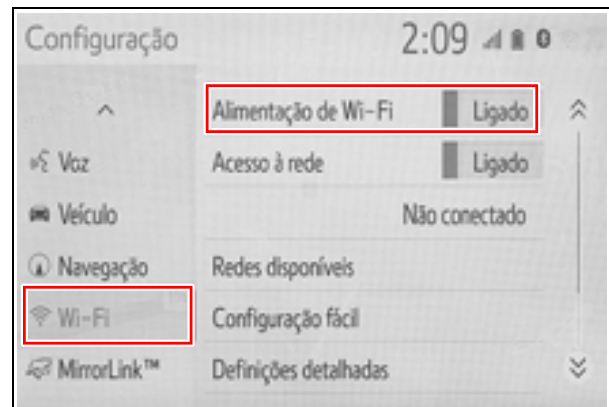 Configuração 2:09
Alimentação de Wi-Fi Ligado
Voz Acesso à rede Ligado
Veículo Não conectado
Navegação Redes disponíveis
Wi-Fi Configuração fácil
MirrorLink™ Definições detalhadas